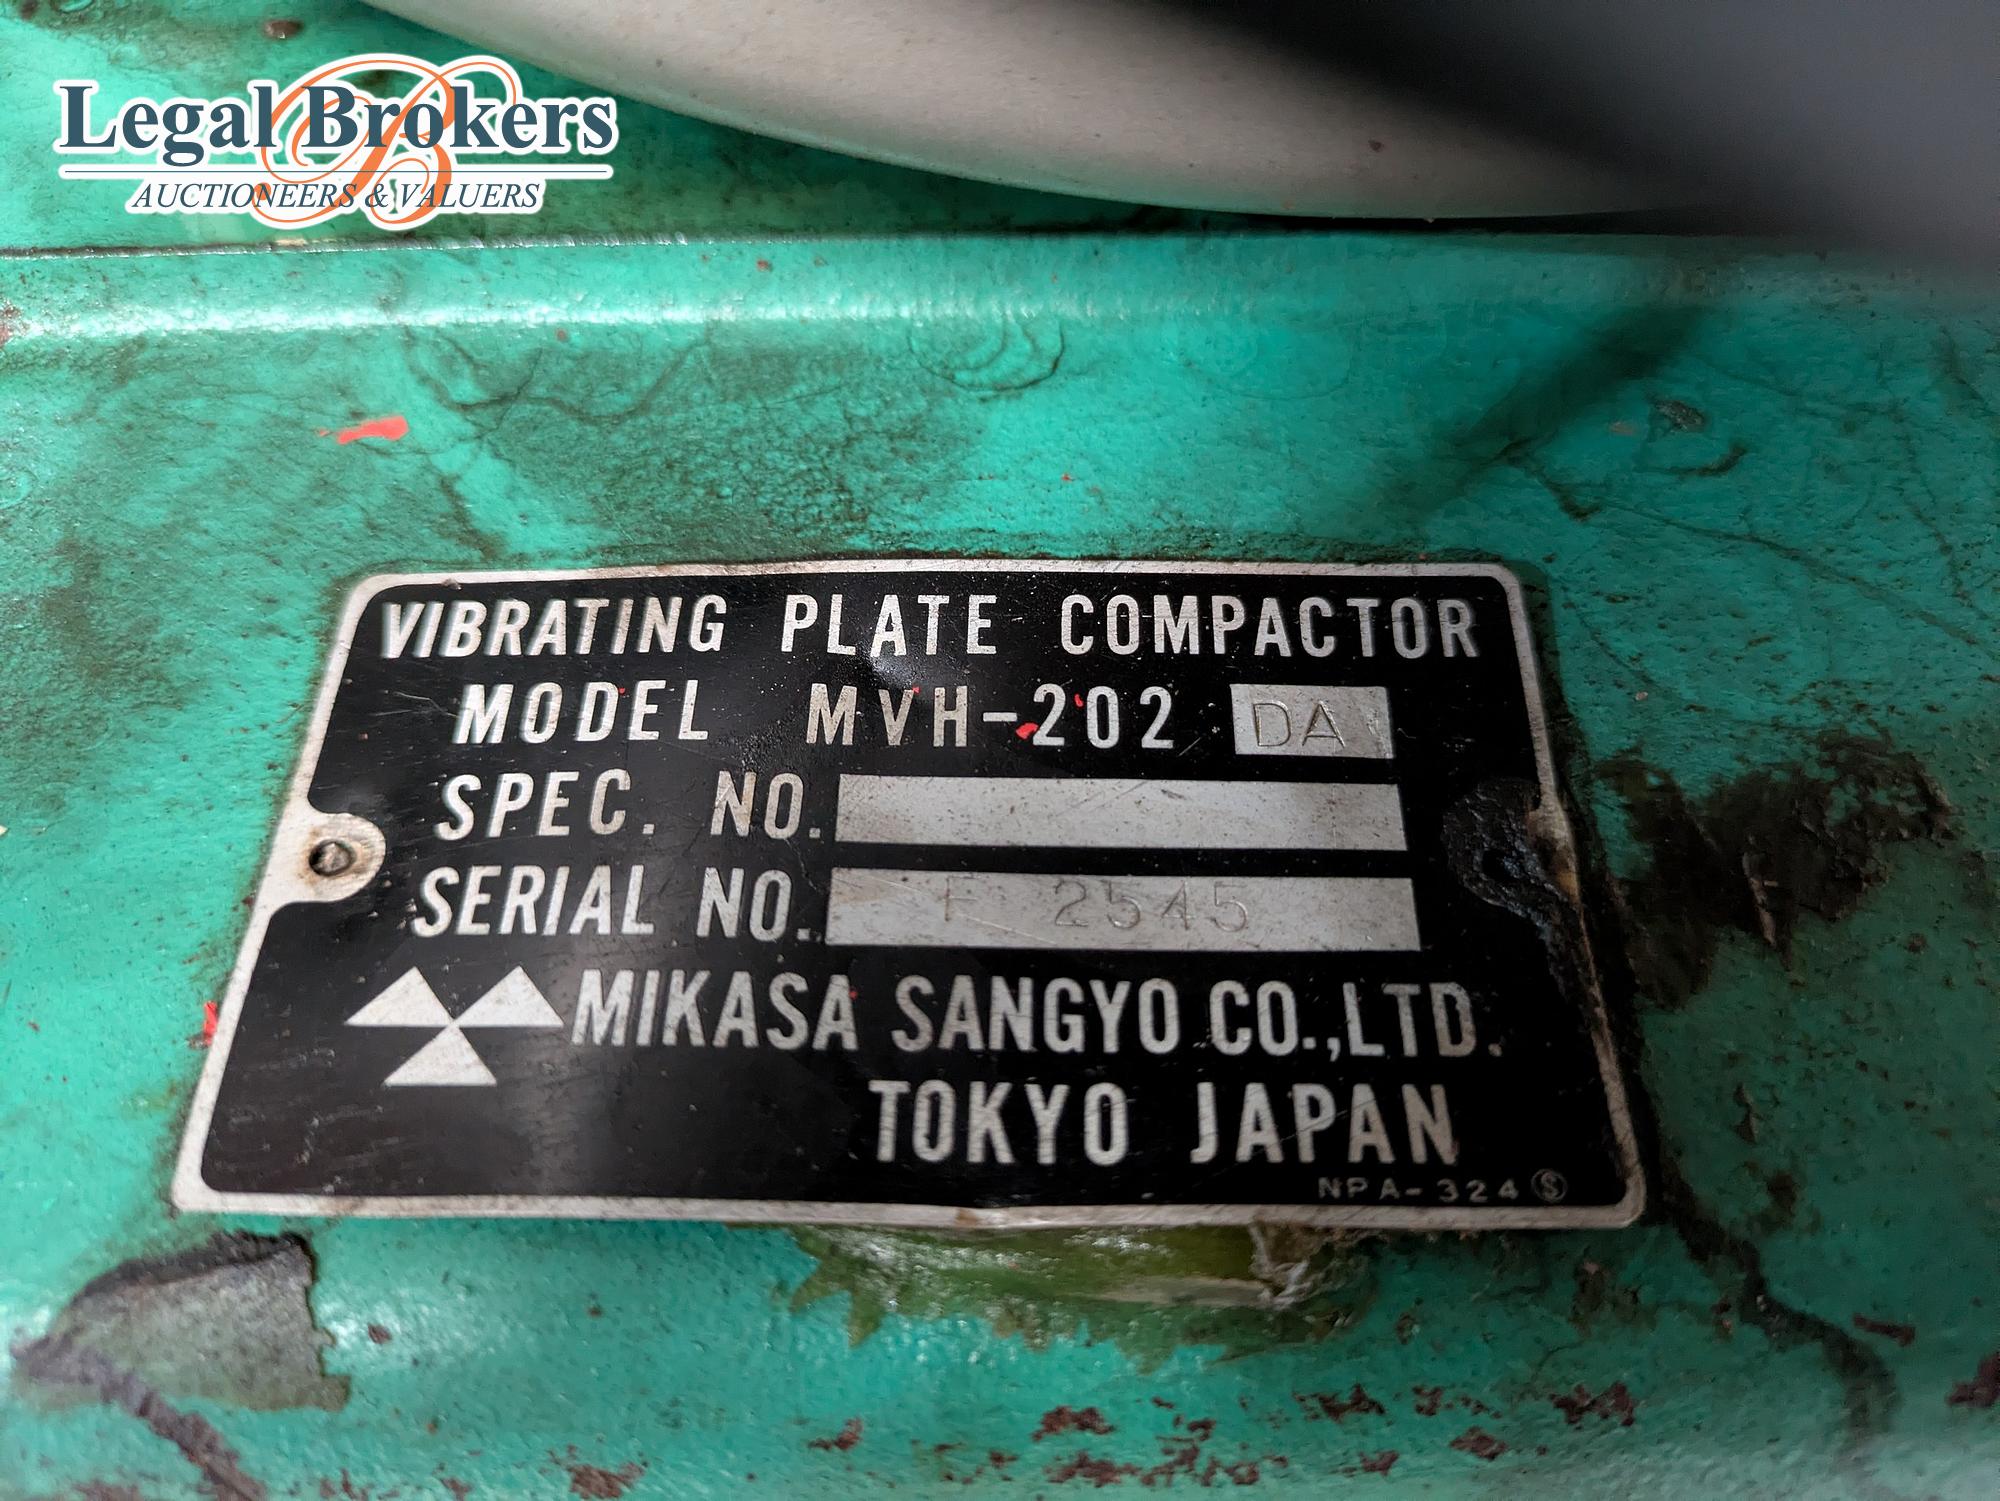 Legal Brokers
AUCTIONEERS & VALUERS
VIBRATING PLATE COMPACTOR
MODEL MVH-202 DA
SPEC. NO.
SERIAL NO. F 2545
MIKASA SANGYO CO.,LTD.
TOKYO JAPAN
NPA-324 Ⓢ